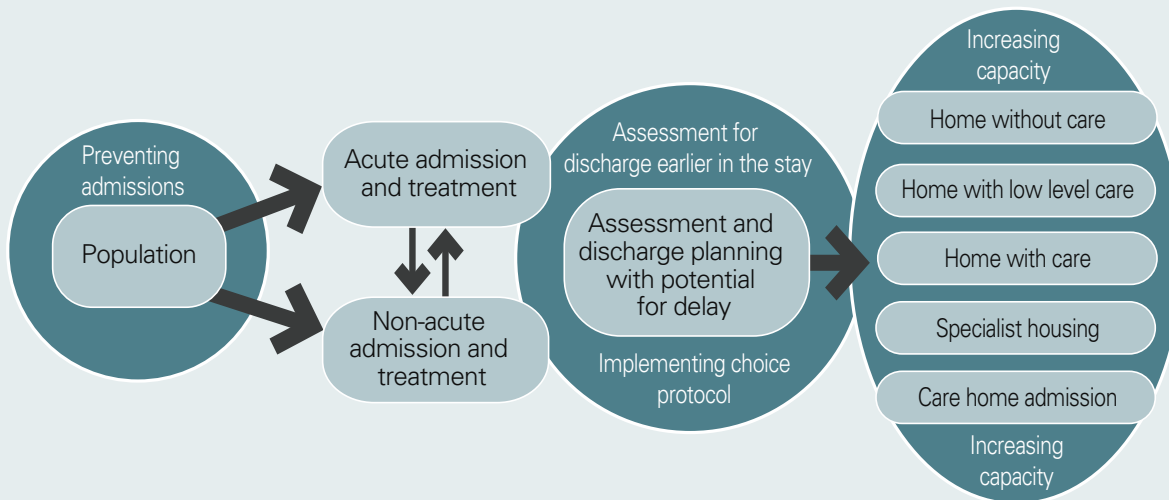 Preventing
admissions
Population
Acute admission
and treatment
Non-acute
admission and
treatment
Assessment for
discharge earlier in the stay
Assessment and
discharge planning
with potential
for delay
Implementing choice
protocol
Increasing
capacity
Home without care
Home with low level care
Home with care
Specialist housing
Care home admission
Increasing
capacity